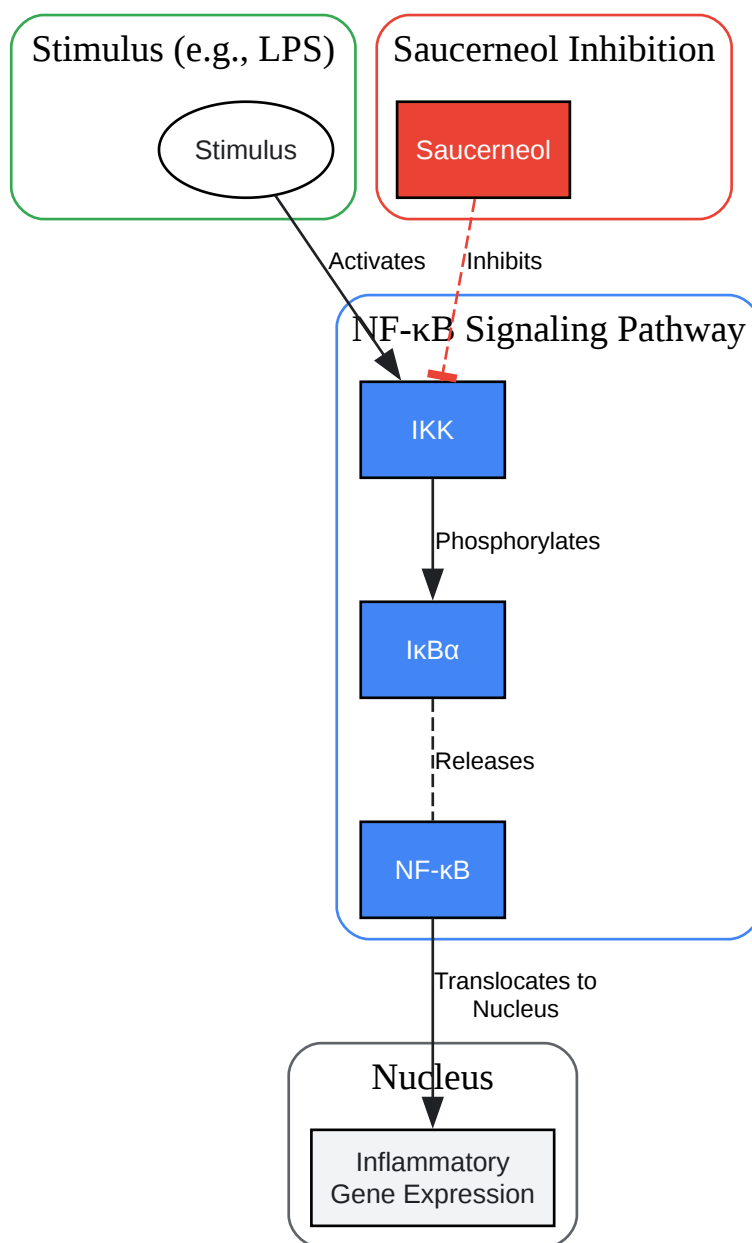 Stimulus (e.g., LPS)
Saucerneol Inhibition
Stimulus
Saucerneol
Activates
Inhibits
NF-κB Signaling Pathway
IKK
Phosphorylates
IκBα
Releases
NF-κB
Translocates to
Nucleus
Nucleus
Inflammatory
Gene Expression